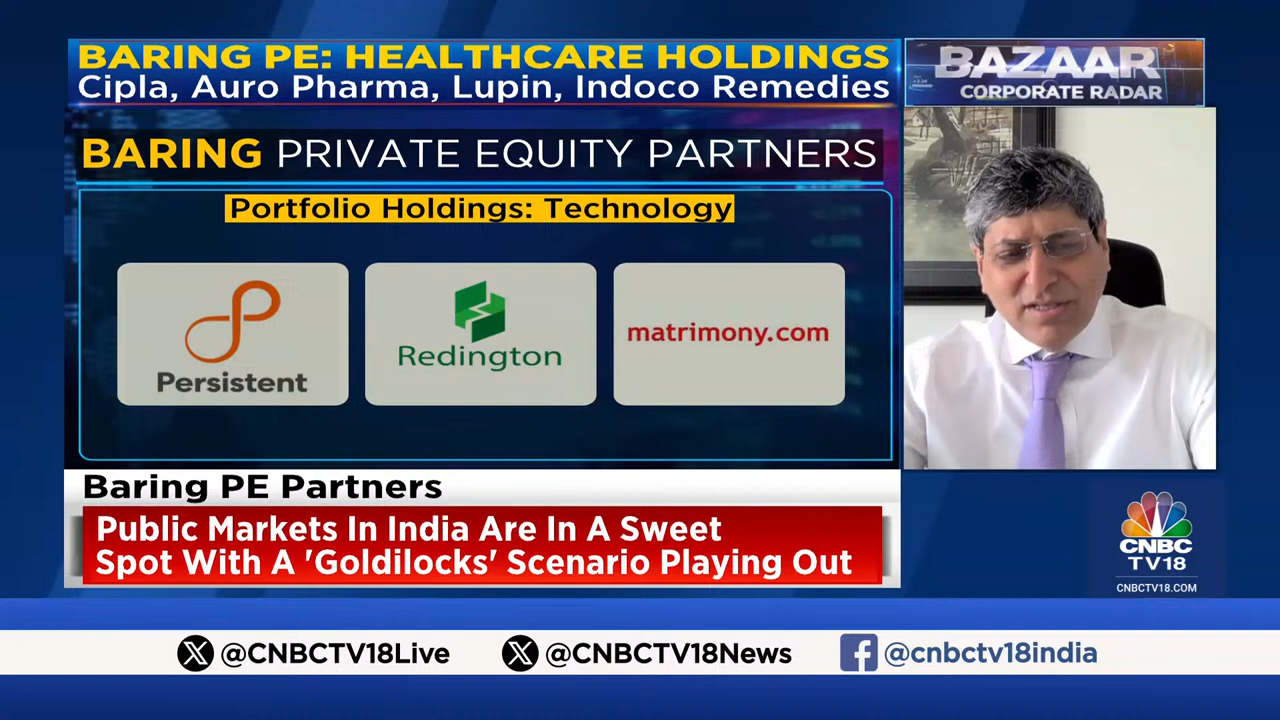 BARING PE: HEALTHCARE HOLDINGS
Cipla, Auro Pharma, Lupin, Indoco Remedies
BAZAAR
CORPORATE RADAR
BARING PRIVATE EQUITY PARTNERS
Portfolio Holdings: Technology
Persistent
Redington
matrimony.com
Baring PE Partners
Public Markets In India Are In A Sweet
Spot With A 'Goldilocks' Scenario Playing Out
CNBC
TV18
CNBCTV18.COM
@CNBCTV18Live
@CNBCTV18News
@cnbctv18india